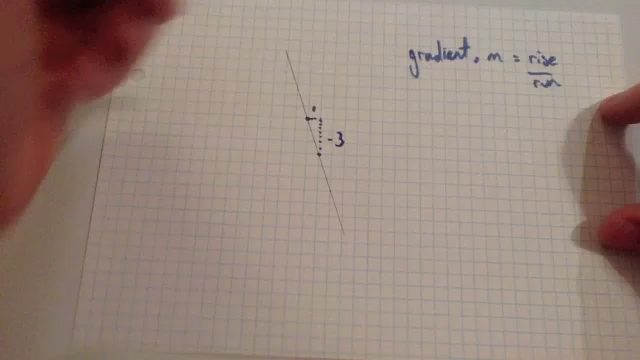 gradient, m = rise
run
-3